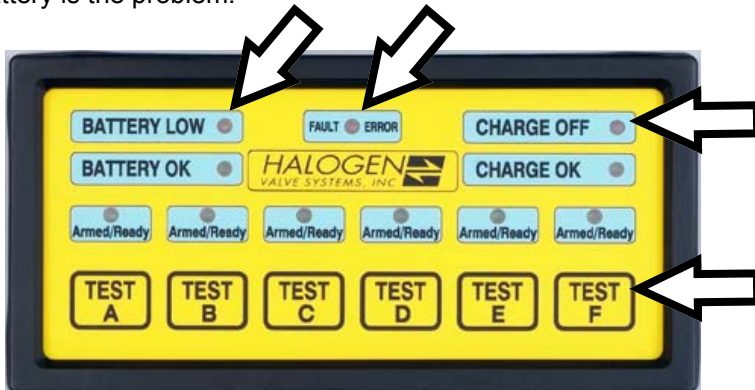 ttery is the problem.
BATTERY LOW
FAULT ERROR
CHARGE OFF
BATTERY OK
HALOGEN
VALVE SYSTEMS, INC
CHARGE OK
Armed/Ready Armed/Ready Armed/Ready Armed/Ready Armed/Ready Armed/Ready
TEST A
TEST B
TEST C
TEST D
TEST E
TEST F